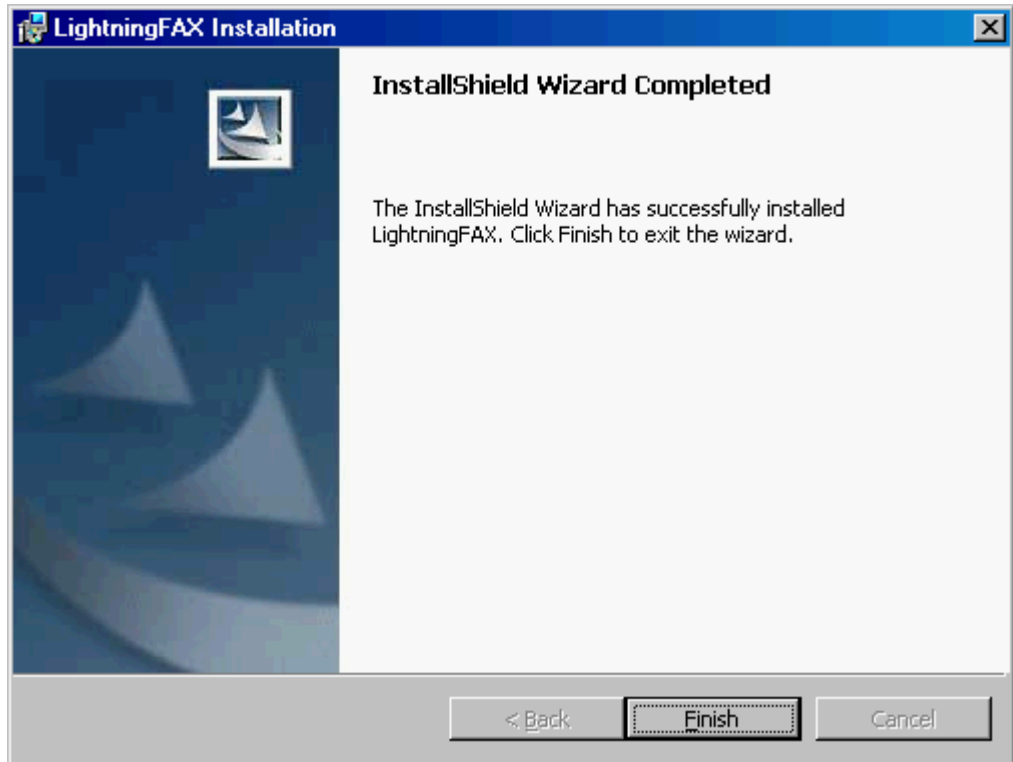 LightningFAX Installation
InstallShield Wizard Completed
The InstallShield Wizard has successfully installed
LightningFAX. Click Finish to exit the wizard.
< Back
Finish
Cancel